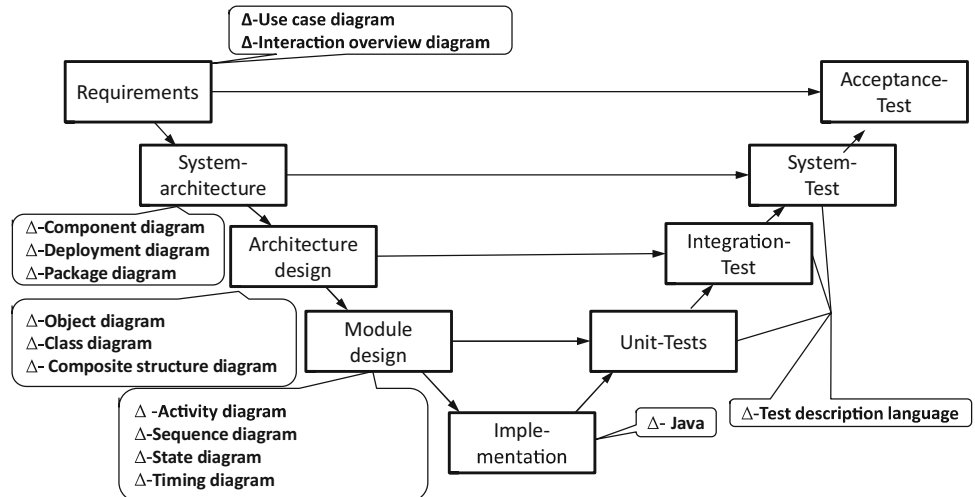 Δ-Use case diagram
Δ-Interaction overview diagram
Requirements
Acceptance-
Test
System-
architecture
System-
Test
Δ-Component diagram
Δ-Deployment diagram
Δ-Package diagram
Architecture
design
Integration-
Test
Δ-Object diagram
Δ-Class diagram
Δ- Composite structure diagram
Module
design
Unit-Tests
Δ -Activity diagram
Δ-Sequence diagram
Δ-State diagram
Δ-Timing diagram
Imple-
mentation
Δ- Java
Δ-Test description language